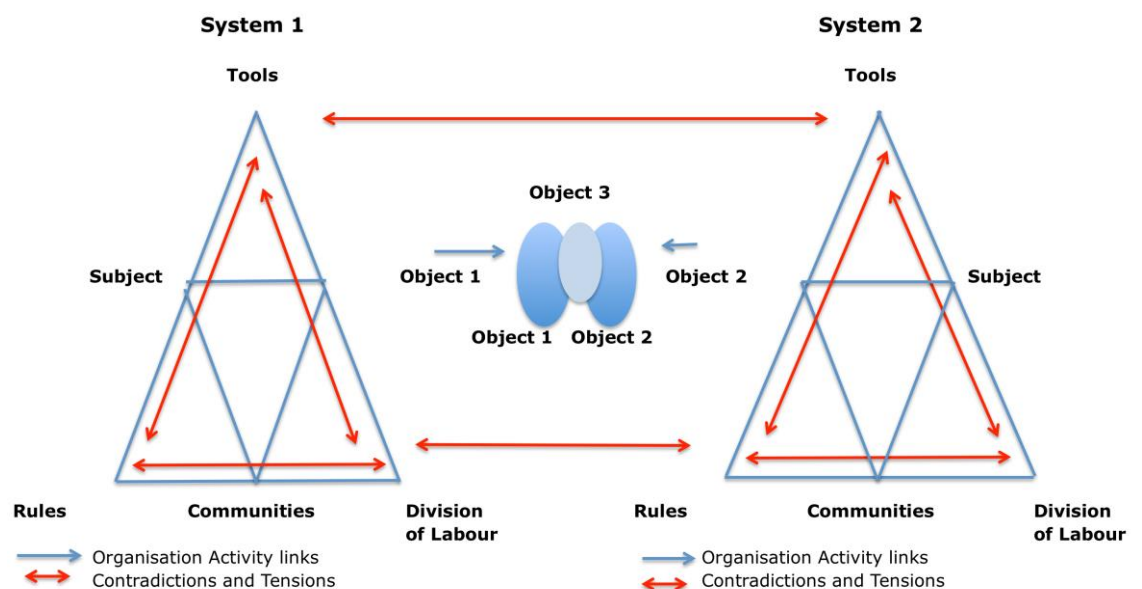 System 1
System 2
Tools
Tools
Object 3
Subject
Object 1
Object 2
Subject
Object 1
Object 2
Rules
Communities
Division
of Labour
Rules
Communities
Division
of Labour
Organisation Activity links
Contradictions and Tensions
Organisation Activity links
Contradictions and Tensions